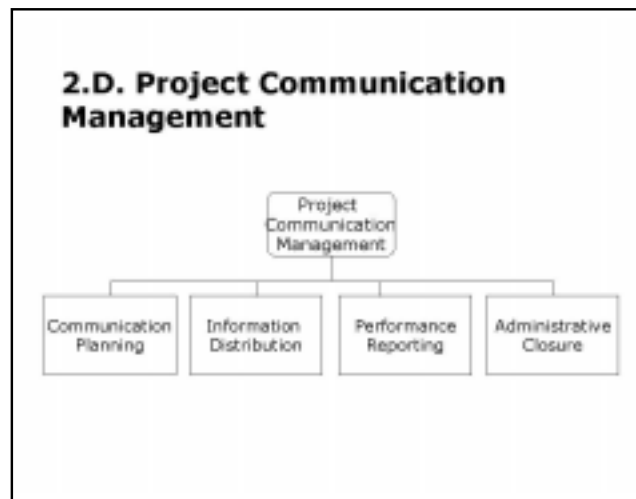 2.D. Project Communication
Management
Project
Communication
Management
Communication
Planning
Information
Distribution
Performance
Reporting
Administrative
Closure